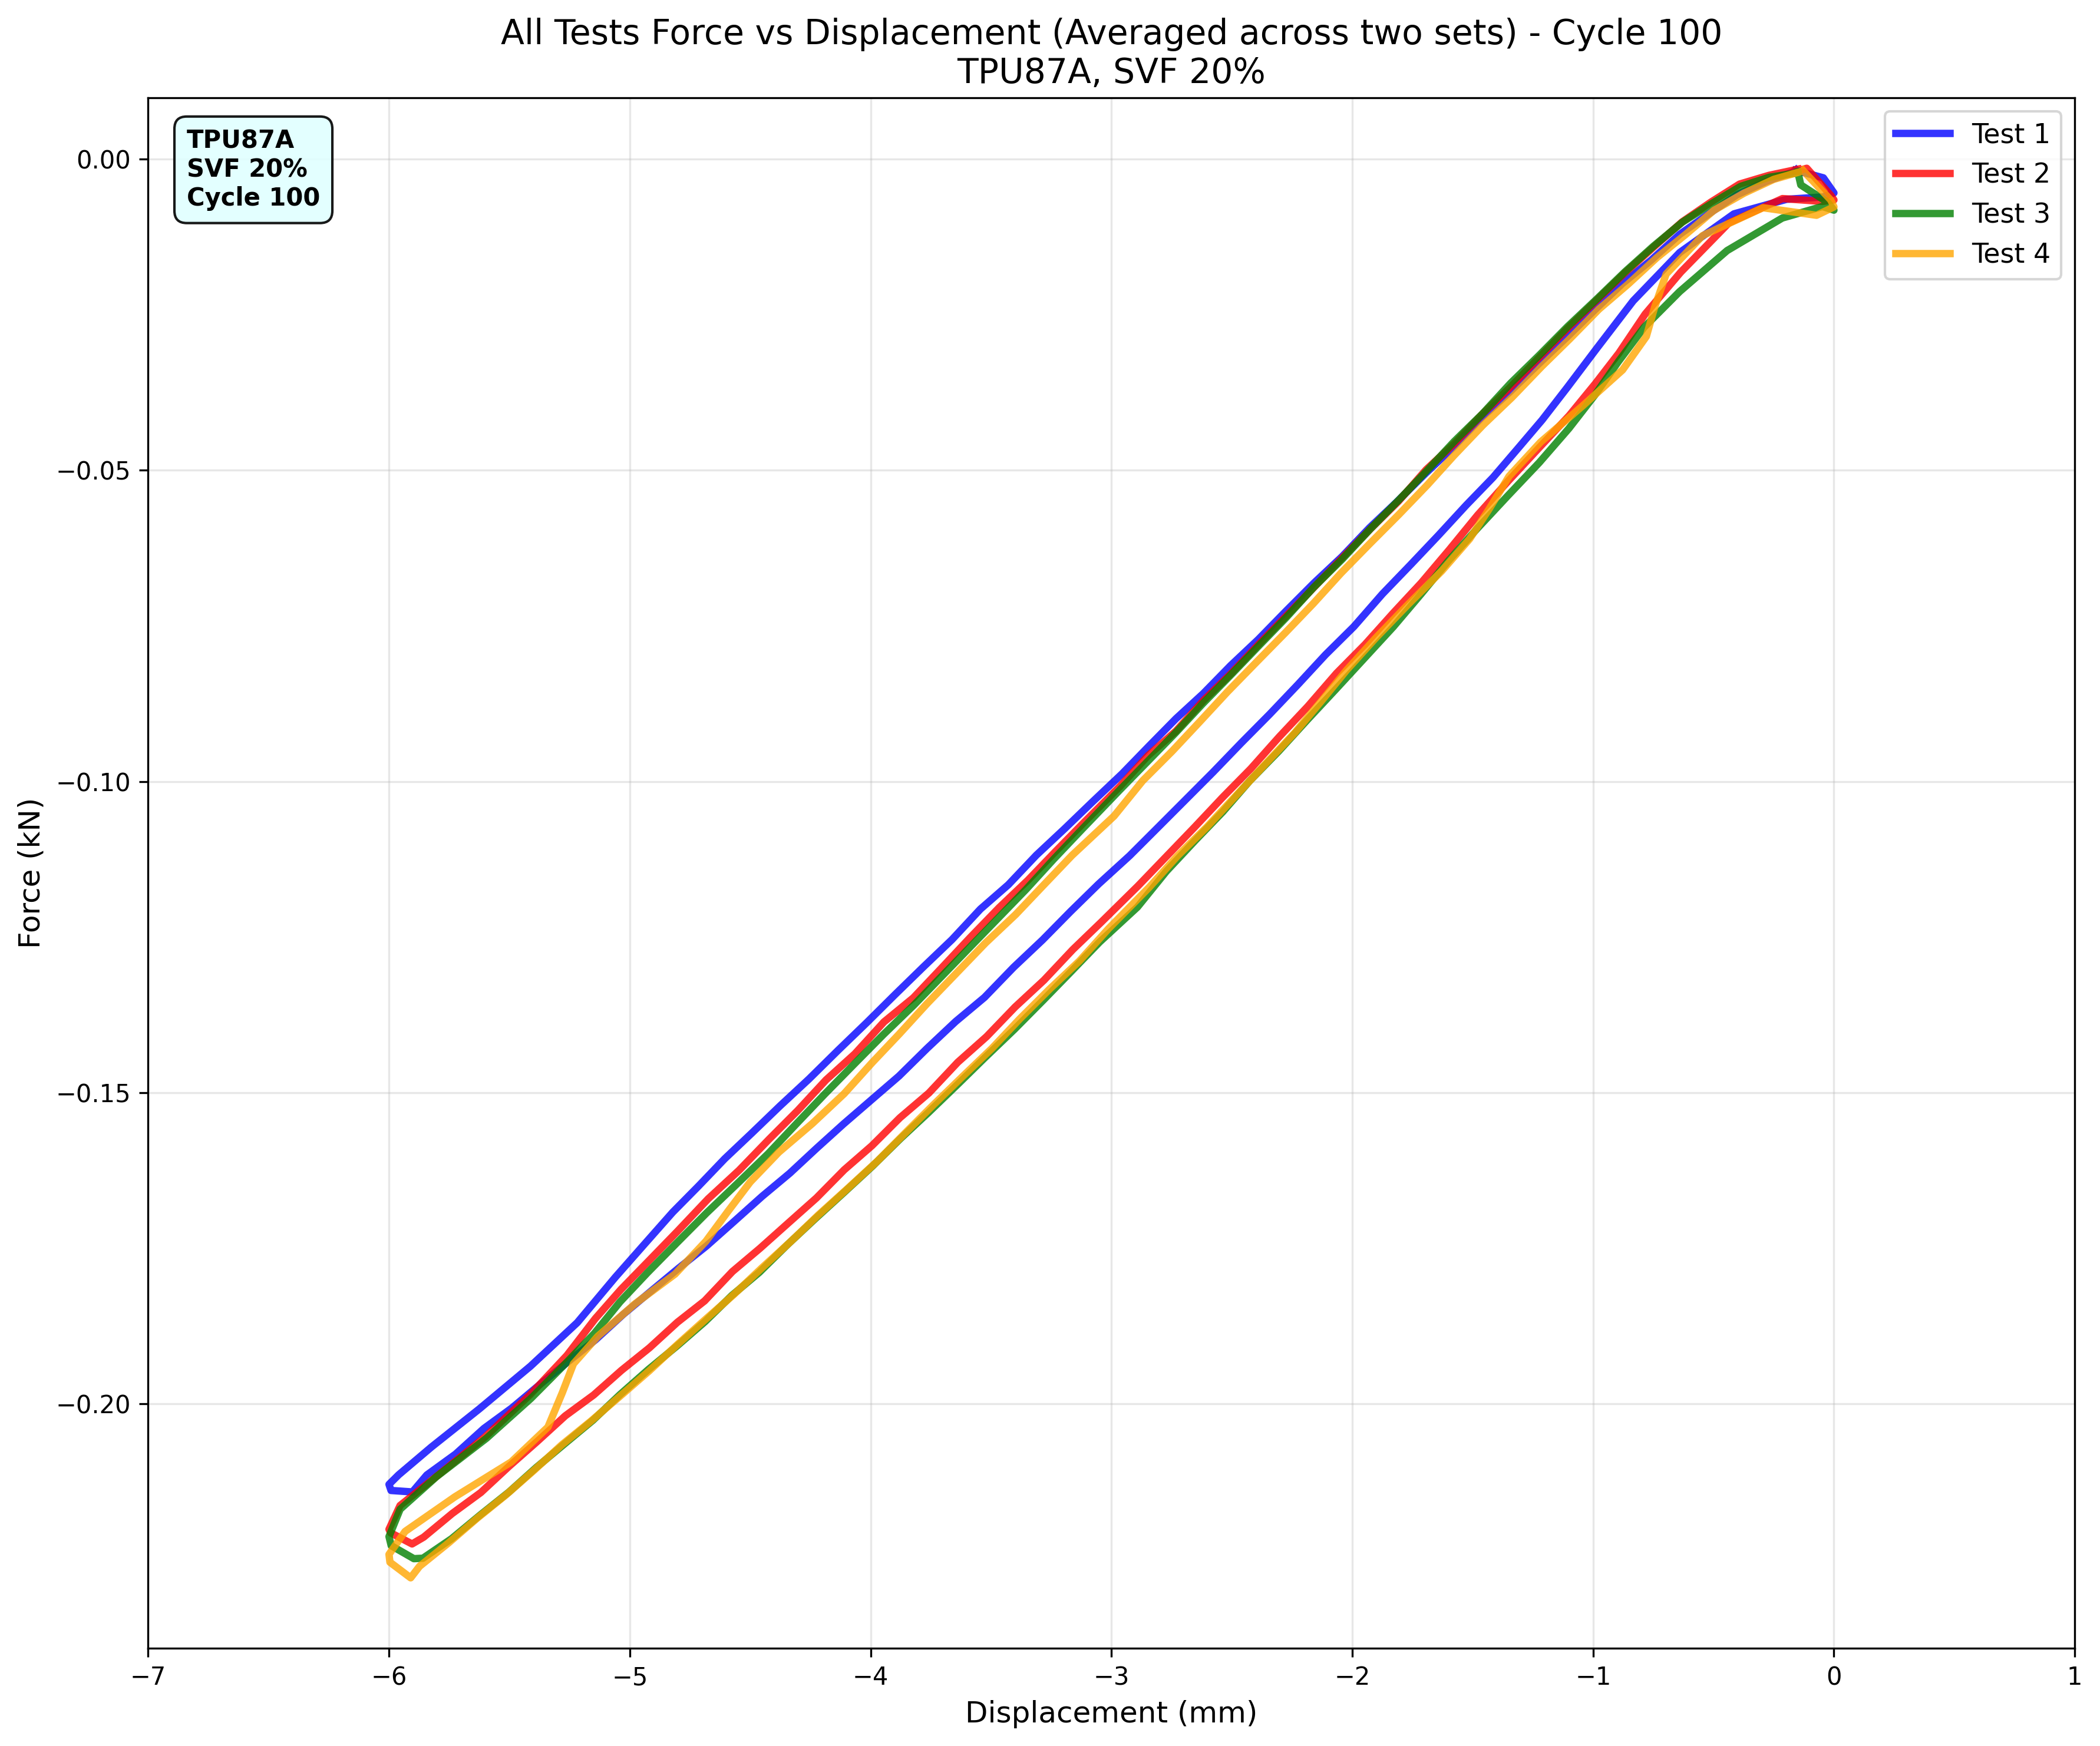 All Tests Force vs Displacement (Averaged across two sets) - Cycle 100
TPU87A, SVF 20%
TPU87A
SVF 20%
Cycle 100
Test 1
Test 2
Test 3
Test 4
0.00
−0.05
−0.10
−0.15
−0.20
Force (kN)
−7
−6
−5
−4
−3
−2
−1
0
1
Displacement (mm)